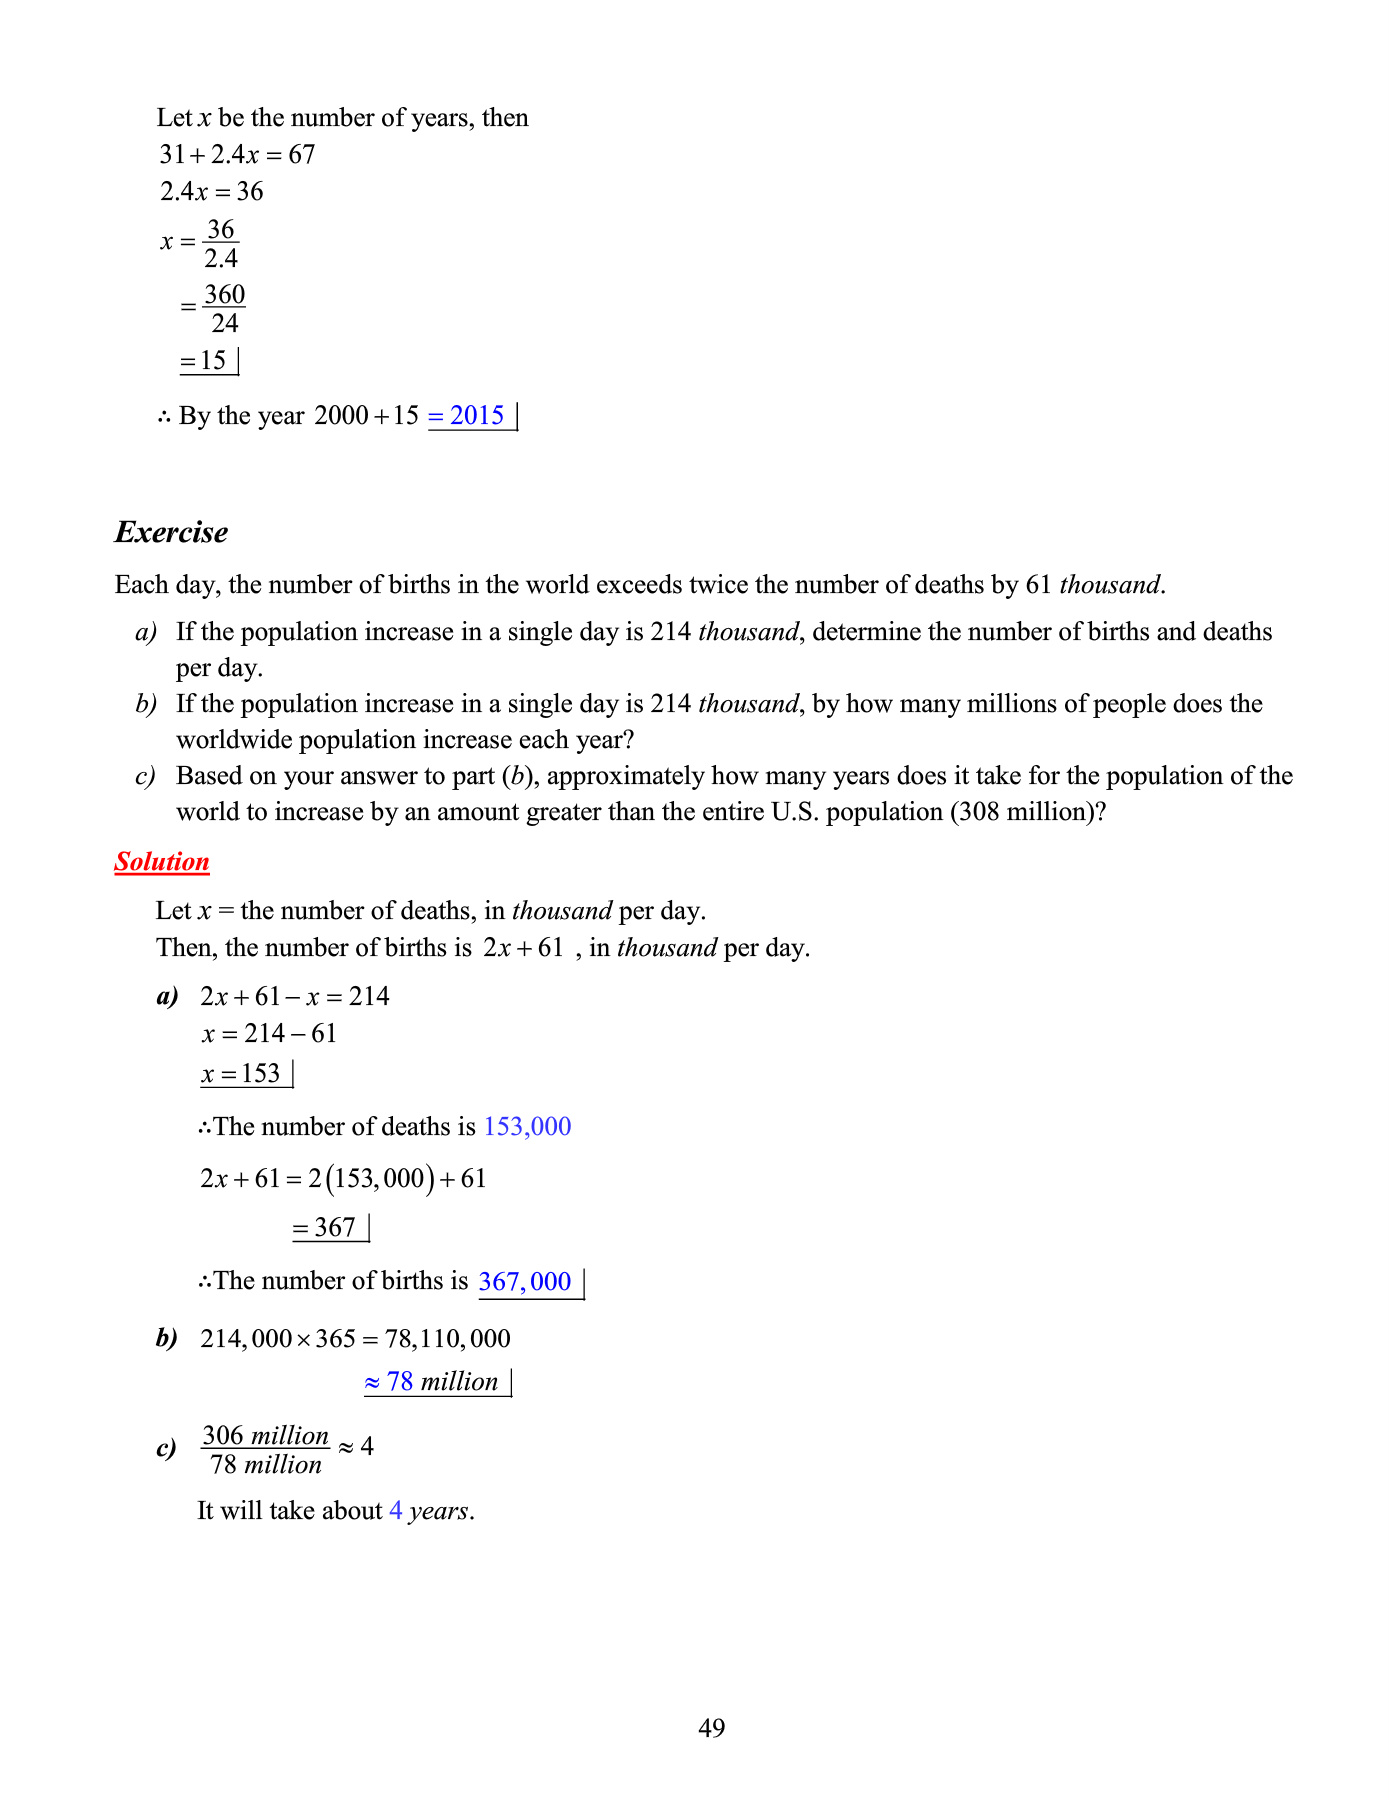 Let x be the number of years, then
31 + 2.4x = 67
2.4x = 36
x = 36/2.4
= 360/24
= 15
∴ By the year 2000 + 15 = 2015
Exercise
Each day, the number of births in the world exceeds twice the number of deaths by 61 thousand.
a) If the population increase in a single day is 214 thousand, determine the number of births and deaths
per day.
b) If the population increase in a single day is 214 thousand, by how many millions of people does the
worldwide population increase each year?
c) Based on your answer to part (b), approximately how many years does it take for the population of the
world to increase by an amount greater than the entire U.S. population (308 million)?
Solution
Let x = the number of deaths, in thousand per day.
Then, the number of births is 2x + 61 , in thousand per day.
a) 2x + 61 − x = 214
x = 214 − 61
x = 153
∴The number of deaths is 153,000
2x + 61 = 2(153,000) + 61
= 367
∴The number of births is 367,000
b) 214,000 × 365 = 78,110,000
≈ 78 million
c) 306 million/78 million ≈ 4
It will take about 4 years.
49